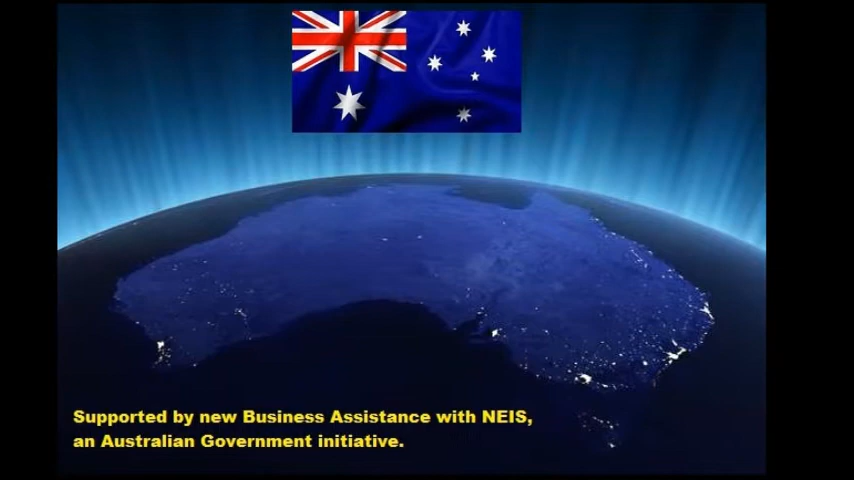 Supported by new Business Assistance with NEIS,
an Australian Government initiative.